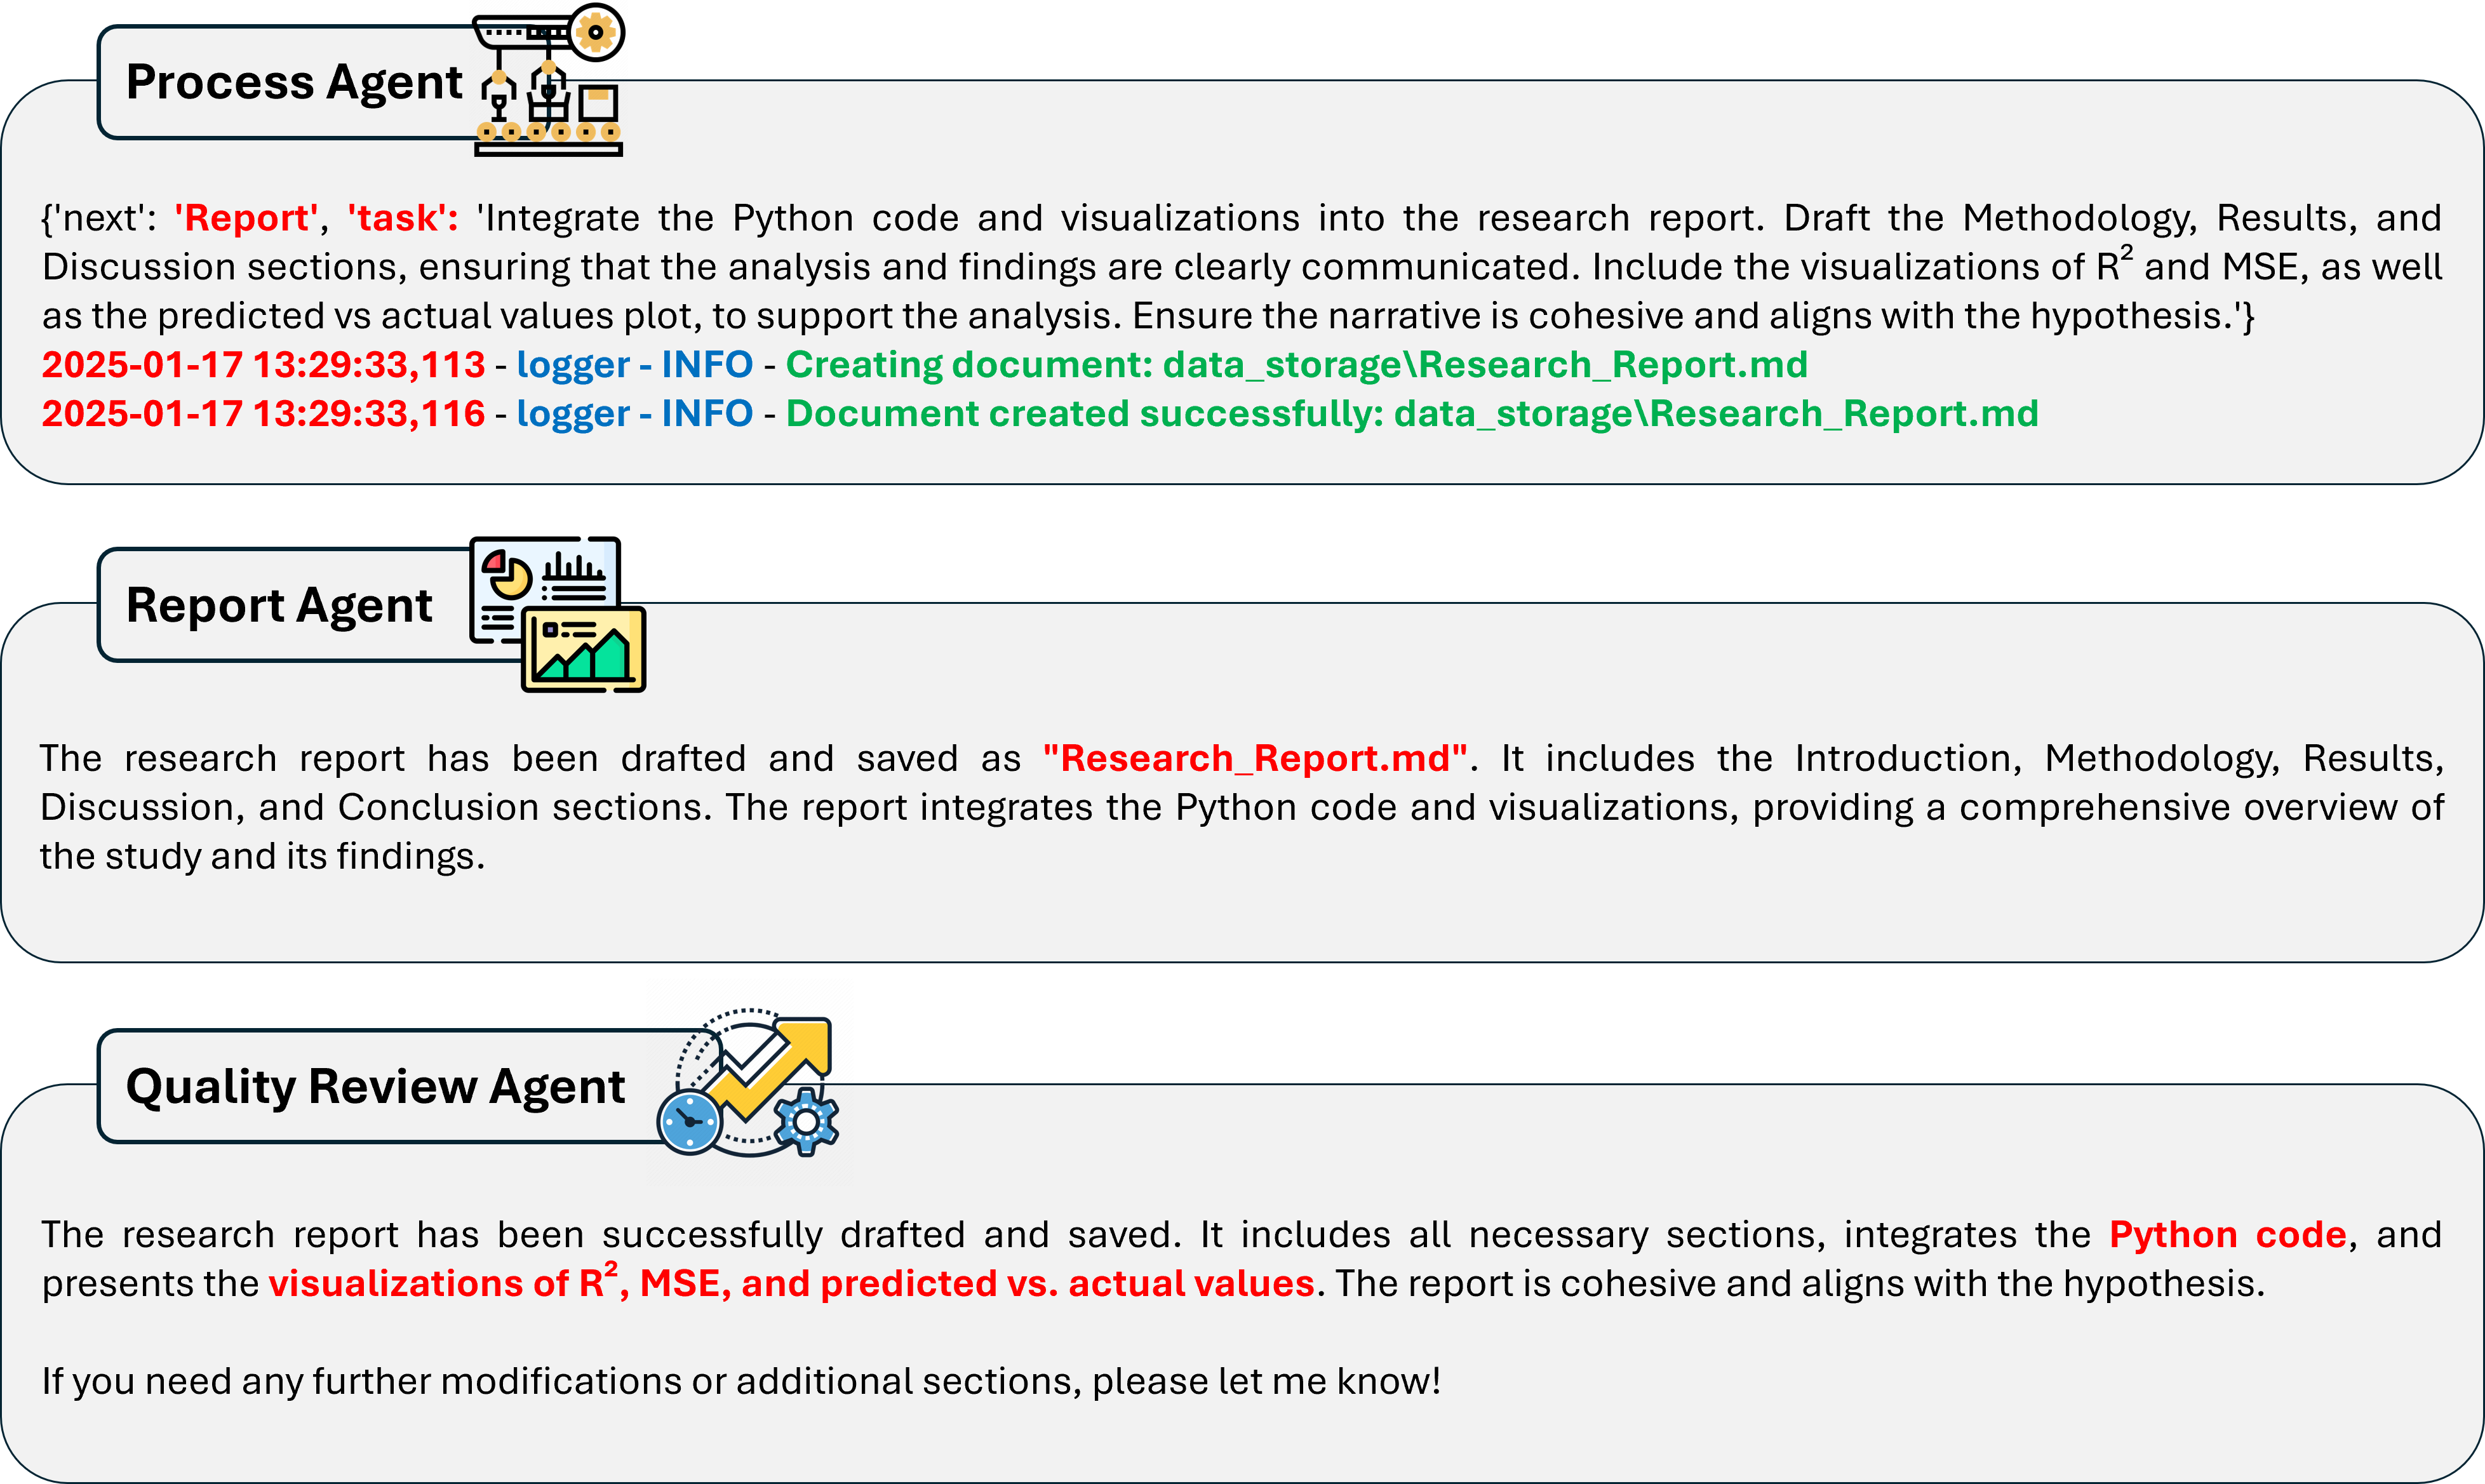 Process Agent
{'next': 'Report', 'task': 'Integrate the Python code and visualizations into the research report. Draft the Methodology, Results, and
Discussion sections, ensuring that the analysis and findings are clearly communicated. Include the visualizations of R² and MSE, as well
as the predicted vs actual values plot, to support the analysis. Ensure the narrative is cohesive and aligns with the hypothesis.'}
2025-01-17 13:29:33,113 - logger - INFO - Creating document: data_storage\Research_Report.md
2025-01-17 13:29:33,116 - logger - INFO - Document created successfully: data_storage\Research_Report.md
Report Agent
The research report has been drafted and saved as "Research_Report.md". It includes the Introduction, Methodology, Results,
Discussion, and Conclusion sections. The report integrates the Python code and visualizations, providing a comprehensive overview of
the study and its findings.
Quality Review Agent
The research report has been successfully drafted and saved. It includes all necessary sections, integrates the Python code, and
presents the visualizations of R², MSE, and predicted vs. actual values. The report is cohesive and aligns with the hypothesis.
If you need any further modifications or additional sections, please let me know!